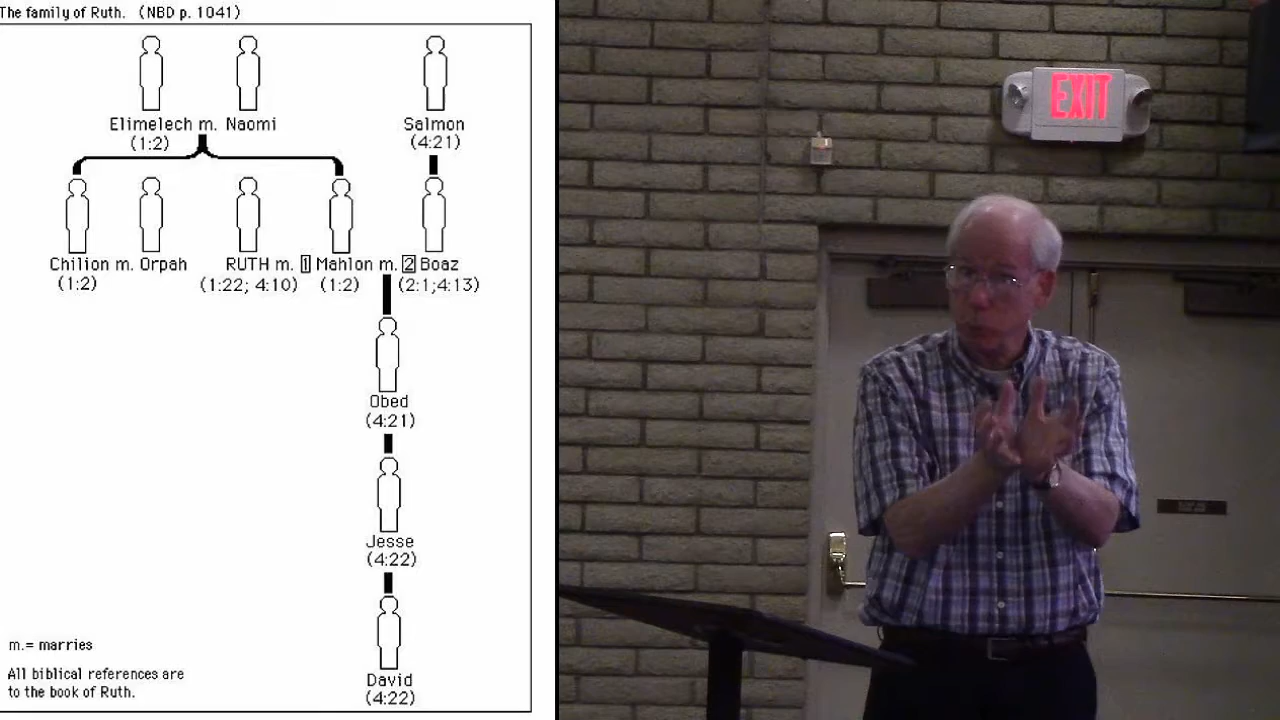 The family of Ruth. (NBD p. 1041)
Elimelech m. Naomi
(1:2)
Salmon
(4:21)
Chilion m. Orpah
(1:2)
RUTH m. 1 Mahlon m. 2 Boaz
(1:22; 4:10) (1:2) (2:1;4:13)
Obed
(4:21)
Jesse
(4:22)
David
(4:22)
m.= marries
All biblical references are
to the book of Ruth.
EXIT